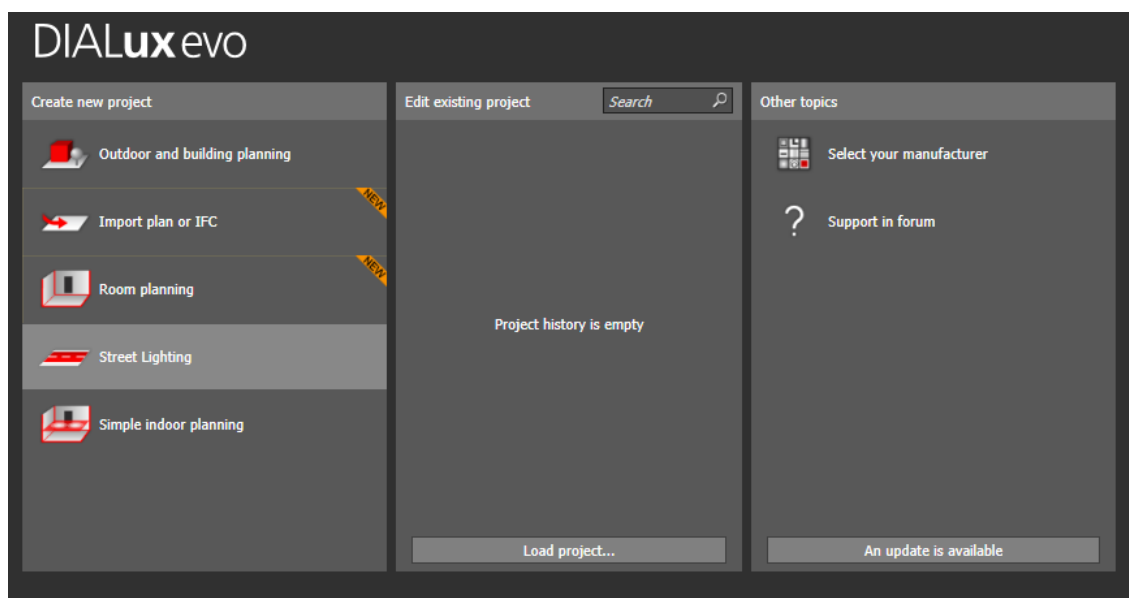 DIALux evo
Create new project
Outdoor and building planning
Import plan or IFC
NEW
Room planning
NEW
Street Lighting
Simple indoor planning
Edit existing project
Search
Project history is empty
Load project...
Other topics
Select your manufacturer
?
Support in forum
An update is available